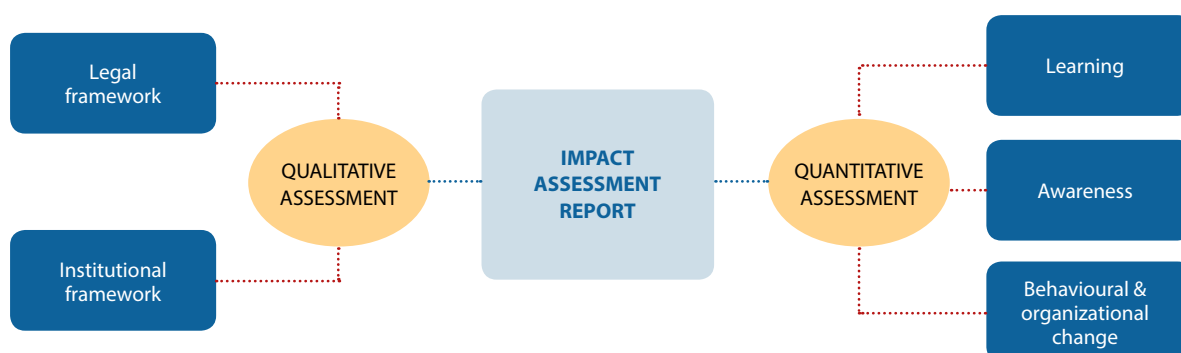 Legal
framework
Institutional
framework
QUALITATIVE
ASSESSMENT
IMPACT
ASSESSMENT
REPORT
QUANTITATIVE
ASSESSMENT
Learning
Awareness
Behavioural &
organizational
change